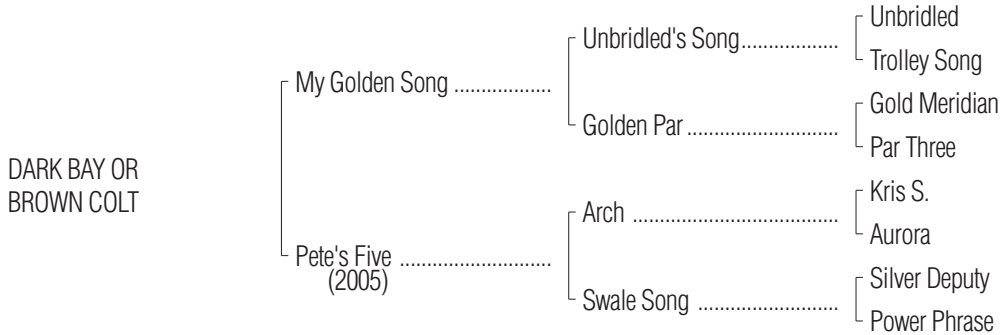 Unbridled
Unbridled's Song..................
Trolley Song
My Golden Song ..................
Gold Meridian
Golden Par............................
Par Three
DARK BAY OR
BROWN COLT
Kris S.
Arch ......................................
Aurora
Pete's Five ............................
(2005)
Silver Deputy
Swale Song ..........................
Power Phrase